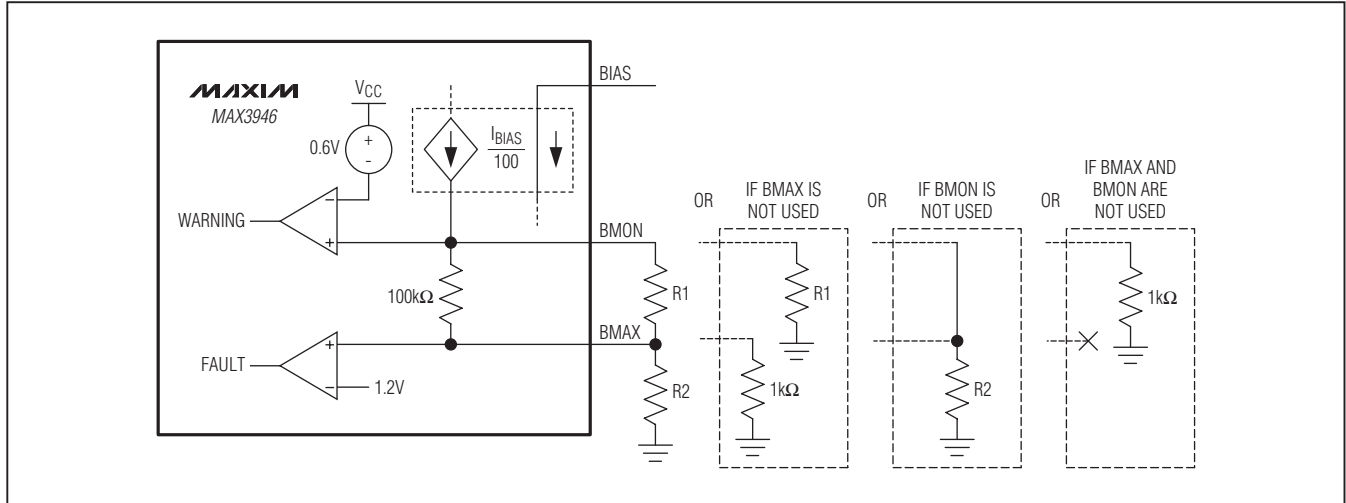 MAXIM
MAX3946
VCC
0.6V
+
-
IBIAS
100
BIAS
WARNING
-
+
BMON
100kΩ
R1
BMAX
FAULT
+
-
1.2V
R2
OR
IF BMAX IS
NOT USED
R1
1kΩ
OR
IF BMON IS
NOT USED
R2
OR
IF BMAX AND
BMON ARE
NOT USED
1kΩ